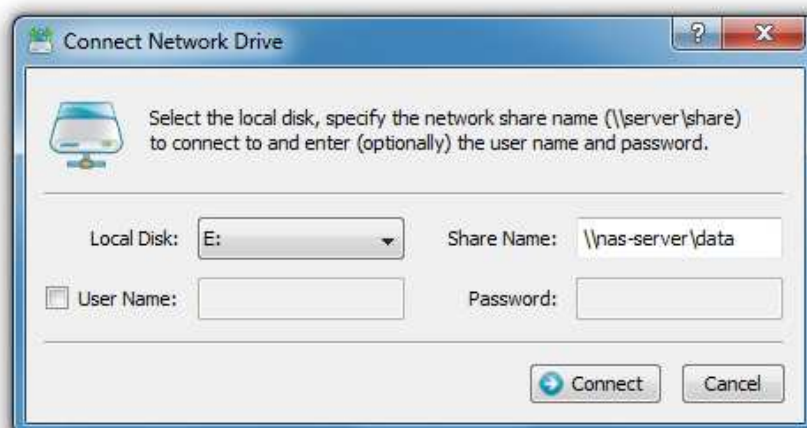 Connect Network Drive
Select the local disk, specify the network share name (\\server\share)
to connect to and enter (optionally) the user name and password.
Local Disk: E: Share Name: \\nas-server\data
User Name: Password:
Connect Cancel